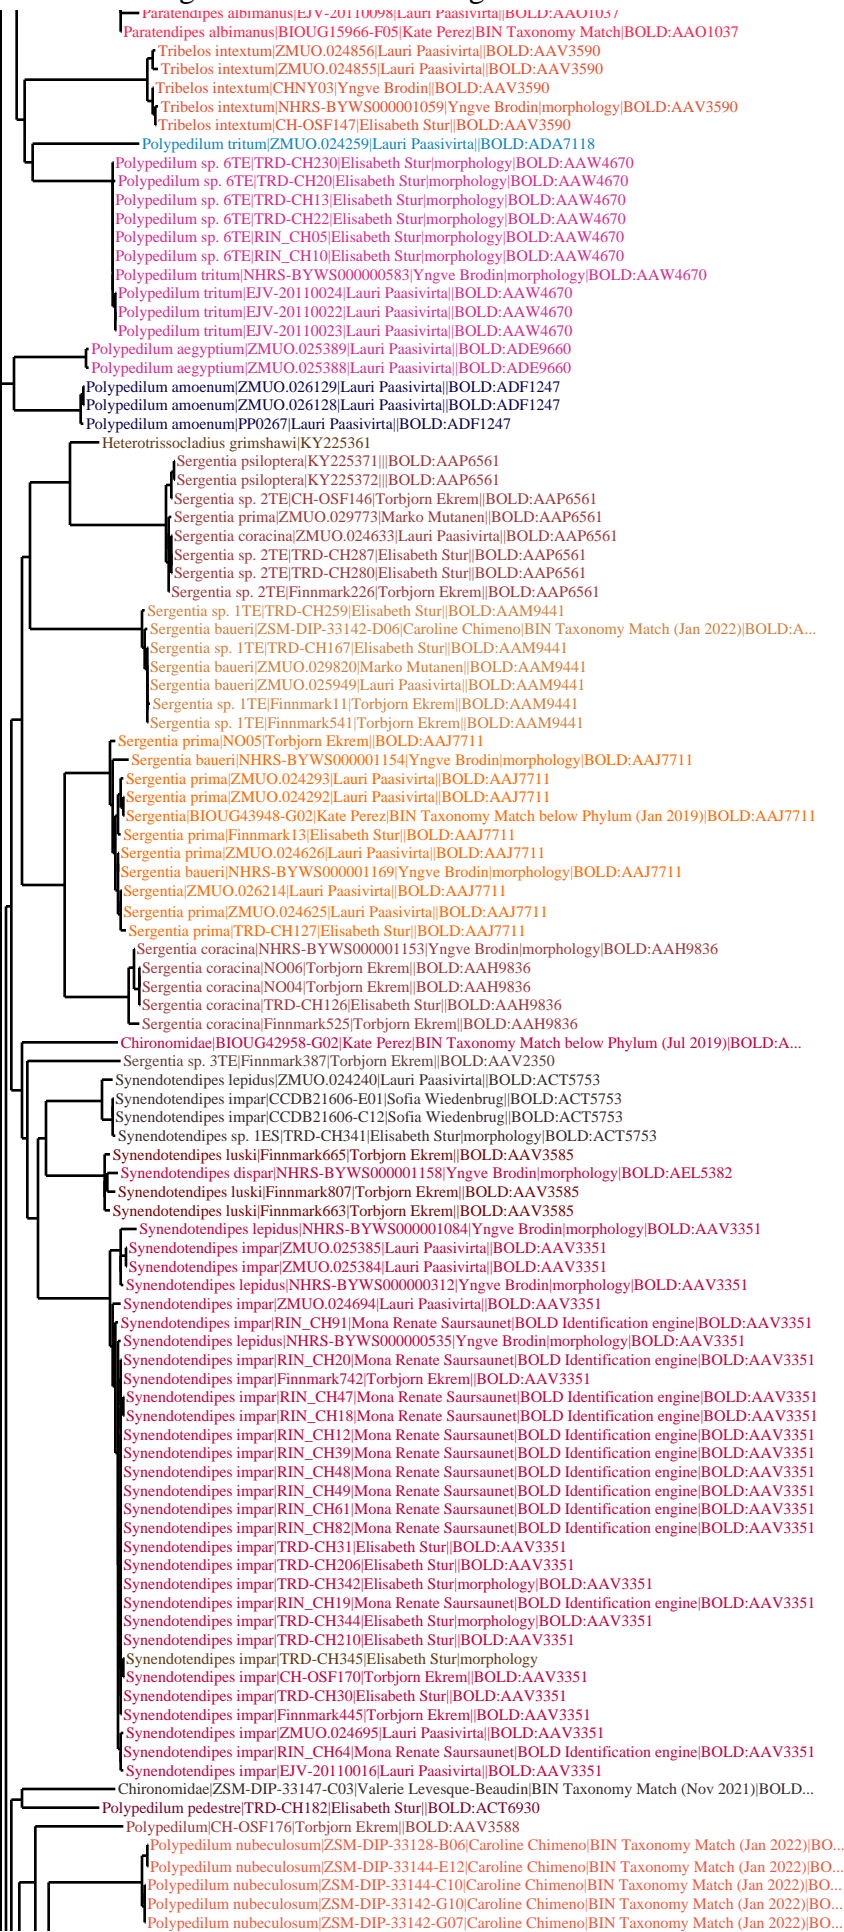 Paratendipes albimanus|EJV-20110098|Lauri Paasivirta||BOLD:AAO1037
Paratendipes albimanus|BIOUG15966-F05|Kate Perez|BIN Taxonomy Match|BOLD:AAO1037
Tribelos intextum|ZMUO.024856|Lauri Paasivirta||BOLD:AAV3590
Tribelos intextum|ZMUO.024855|Lauri Paasivirta||BOLD:AAV3590
Tribelos intextum|CHNY03|Yngve Brodin||BOLD:AAV3590
Tribelos intextum|NHRS-BYWS000001059|Yngve Brodin|morphology|BOLD:AAV3590
Tribelos intextum|CH-OSF147|Elisabeth Stur||BOLD:AAV3590
Polypedilum tritum|ZMUO.024259|Lauri Paasivirta||BOLD:ADA7118
Polypedilum sp. 6TE|TRD-CH230|Elisabeth Stur|morphology|BOLD:AAW4670
Polypedilum sp. 6TE|TRD-CH20|Elisabeth Stur|morphology|BOLD:AAW4670
Polypedilum sp. 6TE|TRD-CH13|Elisabeth Stur|morphology|BOLD:AAW4670
Polypedilum sp. 6TE|TRD-CH22|Elisabeth Stur|morphology|BOLD:AAW4670
Polypedilum sp. 6TE|RIN_CH05|Elisabeth Stur|morphology|BOLD:AAW4670
Polypedilum sp. 6TE|RIN_CH10|Elisabeth Stur|morphology|BOLD:AAW4670
Polypedilum tritum|NHRS-BYWS000000583|Yngve Brodin|morphology|BOLD:AAW4670
Polypedilum tritum|EJV-20110024|Lauri Paasivirta||BOLD:AAW4670
Polypedilum tritum|EJV-20110022|Lauri Paasivirta||BOLD:AAW4670
Polypedilum tritum|EJV-20110023|Lauri Paasivirta||BOLD:AAW4670
Polypedilum aegyptium|ZMUO.025389|Lauri Paasivirta||BOLD:ADE9660
Polypedilum aegyptium|ZMUO.025388|Lauri Paasivirta||BOLD:ADE9660
Polypedilum amoenum|ZMUO.026129|Lauri Paasivirta||BOLD:ADF1247
Polypedilum amoenum|ZMUO.026128|Lauri Paasivirta||BOLD:ADF1247
Polypedilum amoenum|PP0267|Lauri Paasivirta||BOLD:ADF1247
Heterotrissocladius grimshawi|KY225361
Sergentia psiloptera|KY225371|||BOLD:AAP6561
Sergentia psiloptera|KY225372|||BOLD:AAP6561
Sergentia sp. 2TE|CH-OSF146|Torbjorn Ekrem||BOLD:AAP6561
Sergentia prima|ZMUO.029773|Marko Mutanen||BOLD:AAP6561
Sergentia coracina|ZMUO.024633|Lauri Paasivirta||BOLD:AAP6561
Sergentia sp. 2TE|TRD-CH287|Elisabeth Stur||BOLD:AAP6561
Sergentia sp. 2TE|TRD-CH280|Elisabeth Stur||BOLD:AAP6561
Sergentia sp. 2TE|Finnmark226|Torbjorn Ekrem||BOLD:AAP6561
Sergentia sp. 1TE|TRD-CH259|Elisabeth Stur||BOLD:AAM9441
Sergentia baueri|ZSM-DIP-33142-D06|Caroline Chimeno|BIN Taxonomy Match (Jan 2022)|BOLD:A...
Sergentia sp. 1TE|TRD-CH167|Elisabeth Stur||BOLD:AAM9441
Sergentia baueri|ZMUO.029820|Marko Mutanen||BOLD:AAM9441
Sergentia baueri|ZMUO.025949|Lauri Paasivirta||BOLD:AAM9441
Sergentia sp. 1TE|Finnmark11|Torbjorn Ekrem||BOLD:AAM9441
Sergentia sp. 1TE|Finnmark541|Torbjorn Ekrem||BOLD:AAM9441
Sergentia prima|NO05|Torbjorn Ekrem||BOLD:AAJ7711
Sergentia baueri|NHRS-BYWS000001154|Yngve Brodin|morphology|BOLD:AAJ7711
Sergentia prima|ZMUO.024293|Lauri Paasivirta||BOLD:AAJ7711
Sergentia prima|ZMUO.024292|Lauri Paasivirta||BOLD:AAJ7711
Sergentia|BIOUG43948-G02|Kate Perez|BIN Taxonomy Match below Phylum (Jan 2019)|BOLD:AAJ7711
Sergentia prima|Finnmark13|Elisabeth Stur||BOLD:AAJ7711
Sergentia prima|ZMUO.024626|Lauri Paasivirta||BOLD:AAJ7711
Sergentia baueri|NHRS-BYWS000001169|Yngve Brodin|morphology|BOLD:AAJ7711
Sergentia|ZMUO.026214|Lauri Paasivirta||BOLD:AAJ7711
Sergentia prima|ZMUO.024625|Lauri Paasivirta||BOLD:AAJ7711
Sergentia prima|TRD-CH127|Elisabeth Stur||BOLD:AAJ7711
Sergentia coracina|NHRS-BYWS000001153|Yngve Brodin|morphology|BOLD:AAH9836
Sergentia coracina|NO06|Torbjorn Ekrem||BOLD:AAH9836
Sergentia coracina|NO04|Torbjorn Ekrem||BOLD:AAH9836
Sergentia coracina|TRD-CH126|Elisabeth Stur||BOLD:AAH9836
Sergentia coracina|Finnmark525|Torbjorn Ekrem||BOLD:AAH9836
Chironomidae|BIOUG42958-G02|Kate Perez|BIN Taxonomy Match below Phylum (Jul 2019)|BOLD:A...
Sergentia sp. 3TE|Finnmark387|Torbjorn Ekrem||BOLD:AAV2350
Synendotendipes lepidus|ZMUO.024240|Lauri Paasivirta||BOLD:ACT5753
Synendotendipes impar|CCDB21606-E01|Sofia Wiedenbrug||BOLD:ACT5753
Synendotendipes impar|CCDB21606-C12|Sofia Wiedenbrug||BOLD:ACT5753
Synendotendipes sp. 1ES|TRD-CH341|Elisabeth Stur|morphology|BOLD:ACT5753
Synendotendipes luski|Finnmark665|Torbjorn Ekrem||BOLD:AAV3585
Synendotendipes dispar|NHRS-BYWS000001158|Yngve Brodin|morphology|BOLD:AEL5382
Synendotendipes luski|Finnmark807|Torbjorn Ekrem||BOLD:AAV3585
Synendotendipes luski|Finnmark663|Torbjorn Ekrem||BOLD:AAV3585
Synendotendipes lepidus|NHRS-BYWS000001084|Yngve Brodin|morphology|BOLD:AAV3351
Synendotendipes impar|ZMUO.025385|Lauri Paasivirta||BOLD:AAV3351
Synendotendipes impar|ZMUO.025384|Lauri Paasivirta||BOLD:AAV3351
Synendotendipes lepidus|NHRS-BYWS000000312|Yngve Brodin|morphology|BOLD:AAV3351
Synendotendipes impar|ZMUO.024694|Lauri Paasivirta||BOLD:AAV3351
Synendotendipes impar|RIN_CH91|Mona Renate Saursaunet|BOLD Identification engine|BOLD:AAV3351
Synendotendipes lepidus|NHRS-BYWS000000535|Yngve Brodin|morphology|BOLD:AAV3351
Synendotendipes impar|RIN_CH20|Mona Renate Saursaunet|BOLD Identification engine|BOLD:AAV3351
Synendotendipes impar|Finnmark742|Torbjorn Ekrem||BOLD:AAV3351
Synendotendipes impar|RIN_CH47|Mona Renate Saursaunet|BOLD Identification engine|BOLD:AAV3351
Synendotendipes impar|RIN_CH18|Mona Renate Saursaunet|BOLD Identification engine|BOLD:AAV3351
Synendotendipes impar|RIN_CH12|Mona Renate Saursaunet|BOLD Identification engine|BOLD:AAV3351
Synendotendipes impar|RIN_CH39|Mona Renate Saursaunet|BOLD Identification engine|BOLD:AAV3351
Synendotendipes impar|RIN_CH48|Mona Renate Saursaunet|BOLD Identification engine|BOLD:AAV3351
Synendotendipes impar|RIN_CH49|Mona Renate Saursaunet|BOLD Identification engine|BOLD:AAV3351
Synendotendipes impar|RIN_CH61|Mona Renate Saursaunet|BOLD Identification engine|BOLD:AAV3351
Synendotendipes impar|RIN_CH82|Mona Renate Saursaunet|BOLD Identification engine|BOLD:AAV3351
Synendotendipes impar|TRD-CH31|Elisabeth Stur||BOLD:AAV3351
Synendotendipes impar|TRD-CH206|Elisabeth Stur||BOLD:AAV3351
Synendotendipes impar|TRD-CH342|Elisabeth Stur|morphology|BOLD:AAV3351
Synendotendipes impar|RIN_CH19|Mona Renate Saursaunet|BOLD Identification engine|BOLD:AAV3351
Synendotendipes impar|TRD-CH344|Elisabeth Stur|morphology|BOLD:AAV3351
Synendotendipes impar|TRD-CH210|Elisabeth Stur||BOLD:AAV3351
Synendotendipes impar|TRD-CH345|Elisabeth Stur|morphology
Synendotendipes impar|CH-OSF170|Torbjorn Ekrem||BOLD:AAV3351
Synendotendipes impar|TRD-CH30|Elisabeth Stur||BOLD:AAV3351
Synendotendipes impar|Finnmark445|Torbjorn Ekrem||BOLD:AAV3351
Synendotendipes impar|ZMUO.024695|Lauri Paasivirta||BOLD:AAV3351
Synendotendipes impar|RIN_CH64|Mona Renate Saursaunet|BOLD Identification engine|BOLD:AAV3351
Synendotendipes impar|EJV-20110016|Lauri Paasivirta||BOLD:AAV3351
Chironomidae|ZSM-DIP-33147-C03|Valerie Levesque-Beaudin|BIN Taxonomy Match (Nov 2021)|BOLD...
Polypedilum pedestre|TRD-CH182|Elisabeth Stur||BOLD:ACT6930
Polypedilum|CH-OSF176|Torbjorn Ekrem||BOLD:AAV3588
Polypedilum nubeculosum|ZSM-DIP-33128-B06|Caroline Chimeno|BIN Taxonomy Match (Jan 2022)|BO...
Polypedilum nubeculosum|ZSM-DIP-33144-E12|Caroline Chimeno|BIN Taxonomy Match (Jan 2022)|BO...
Polypedilum nubeculosum|ZSM-DIP-33144-C10|Caroline Chimeno|BIN Taxonomy Match (Jan 2022)|BO...
Polypedilum nubeculosum|ZSM-DIP-33142-G10|Caroline Chimeno|BIN Taxonomy Match (Jan 2022)|BO...
Polypedilum nubeculosum|ZSM-DIP-33142-G07|Caroline Chimeno|BIN Taxonomy Match (Jan 2022)|BO...